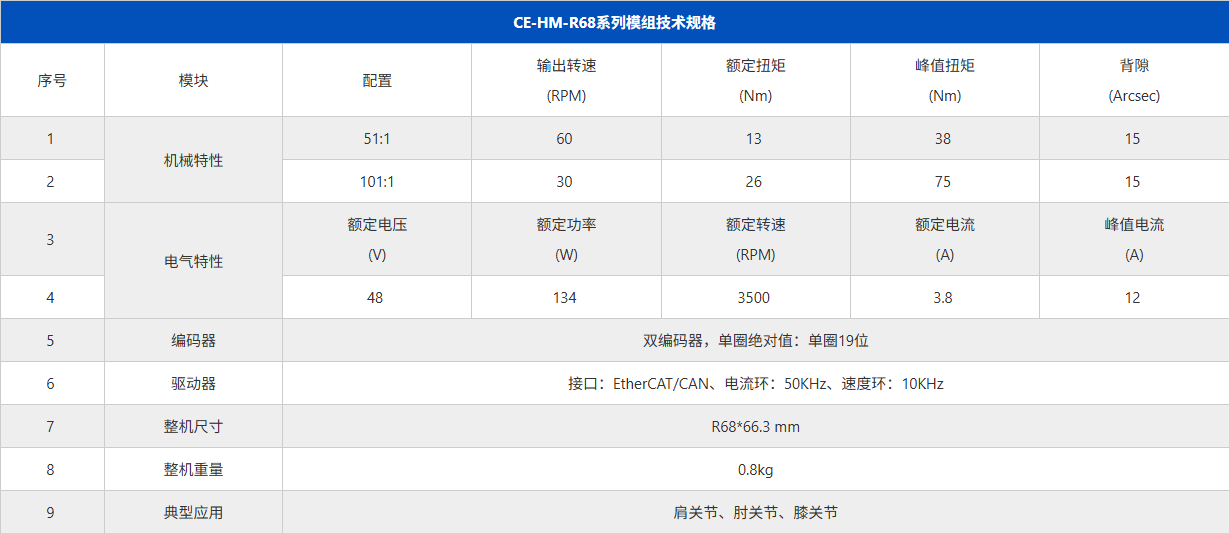 CE-HM-R68系列模组技术规格
序号 模块 配置 输出转速 (RPM) 额定扭矩 (Nm) 峰值扭矩 (Nm) 背隙 (Arcsec)
1 机械特性 51:1 60 13 38 15
2 101:1 30 26 75 15
3 电气特性 额定电压 (V) 额定功率 (W) 额定转速 (RPM) 额定电流 (A) 峰值电流 (A)
4 48 134 3500 3.8 12
5 编码器 双编码器，单圈绝对值：单圈19位
6 驱动器 接口：EtherCAT/CAN、电流环：50KHz、速度环：10KHz
7 整机尺寸 R68*66.3 mm
8 整机重量 0.8kg
9 典型应用 肩关节、肘关节、膝关节